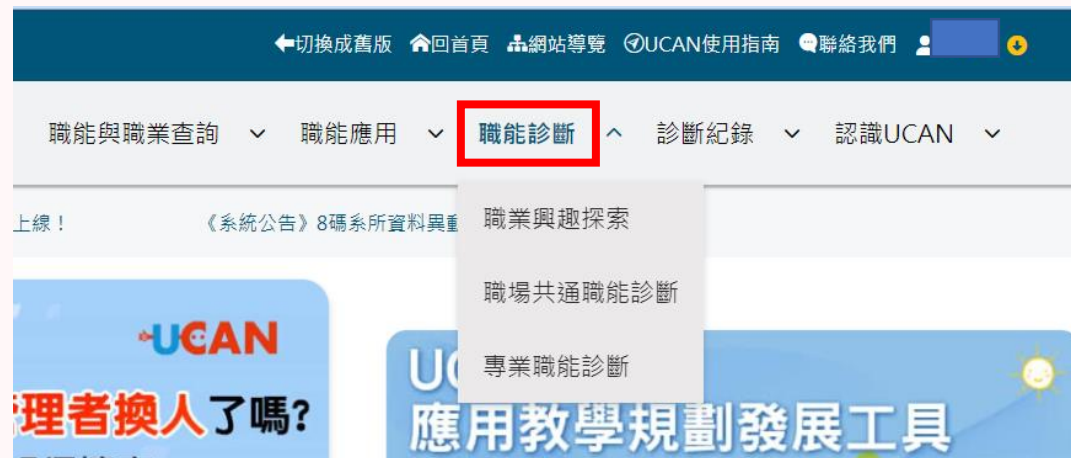 切換成舊版 回首頁 網站導覽 UCAN使用指南 聯絡我們
職能與職業查詢 職能應用 職能診斷 診斷紀錄 認識UCAN
上線！ 《系統公告》8碼系所資料異動
職業興趣探索
職場共通職能診斷
專業職能診斷
UCAN
理者換人了嗎?
應用教學規劃發展工具